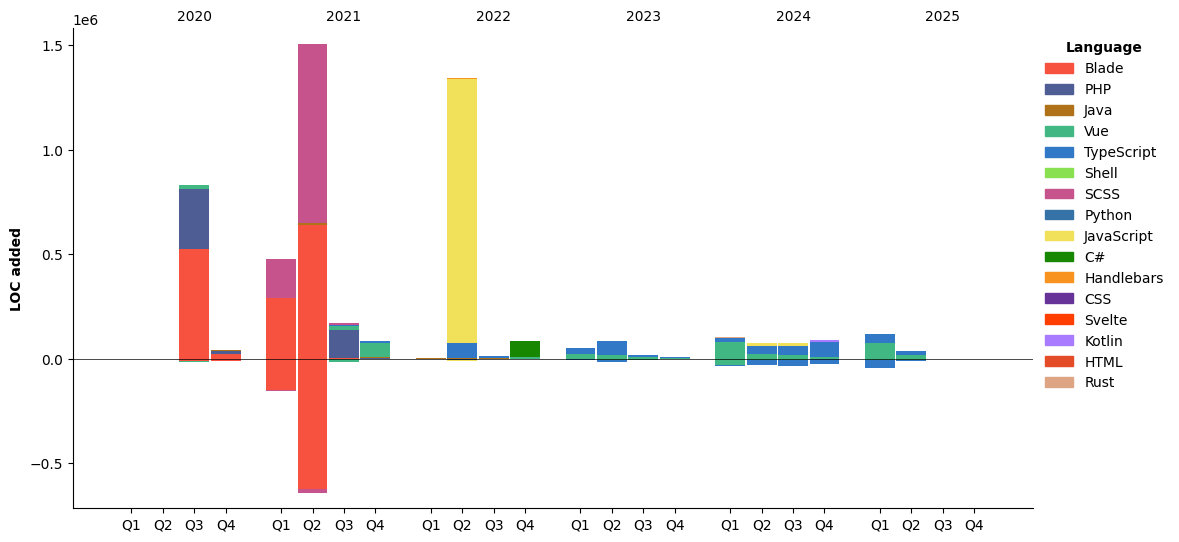 1e6
2020 2021 2022 2023 2024 2025
LOC added
1.5
1.0
0.5
0.0
−0.5
Q1 Q2 Q3 Q4 Q1 Q2 Q3 Q4 Q1 Q2 Q3 Q4 Q1 Q2 Q3 Q4 Q1 Q2 Q3 Q4 Q1 Q2 Q3 Q4
Language
Blade
PHP
Java
Vue
TypeScript
Shell
SCSS
Python
JavaScript
C#
Handlebars
CSS
Svelte
Kotlin
HTML
Rust